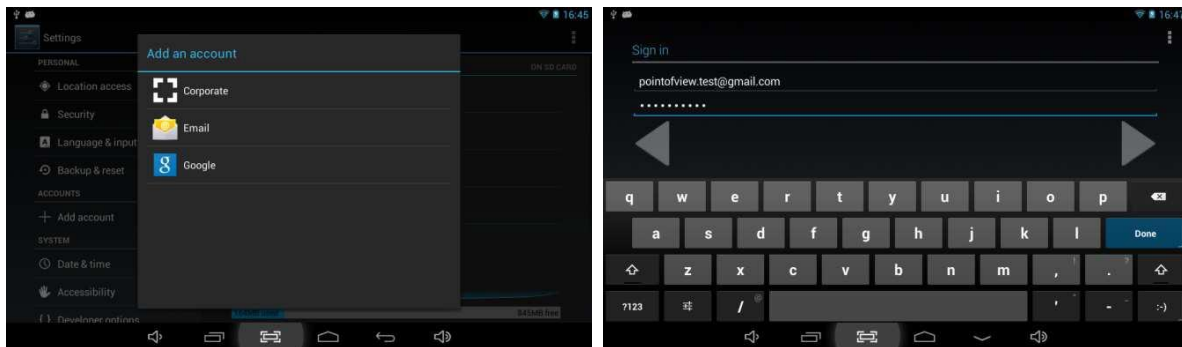 16:45
Settings
Add an account
PERSONAL
ON SD CARD
Location access
Corporate
Security
Email
Language & input
Google
Backup & reset
ACCOUNTS
Add account
SYSTEM
Date & time
Accessibility
{ } Developer options
845MB free
16:47
Sign in
pointofview.test@gmail.com
••••••••••
q w e r t y u i o p
a s d f g h j k l Done
z x c v b n m , ! . ?
?123 / @ ' " - _ :-)